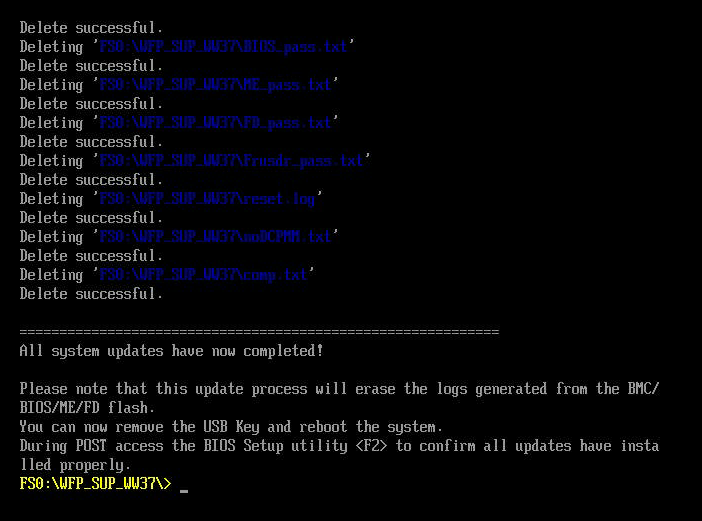 Delete successful.
Deleting 'FS0:\WFP_SUP_WW37\BIOS_pass.txt'
Delete successful.
Deleting 'FS0:\WFP_SUP_WW37\ME_pass.txt'
Delete successful.
Deleting 'FS0:\WFP_SUP_WW37\FD_pass.txt'
Delete successful.
Deleting 'FS0:\WFP_SUP_WW37\Frusdr_pass.txt'
Delete successful.
Deleting 'FS0:\WFP_SUP_WW37\reset.log'
Delete successful.
Deleting 'FS0:\WFP_SUP_WW37\noDCPMM.txt'
Delete successful.
Deleting 'FS0:\WFP_SUP_WW37\comp.txt'
Delete successful.
============================================================
All system updates have now completed!
Please note that this update process will erase the logs generated from the BMC/
BIOS/ME/FD flash.
You can now remove the USB Key and reboot the system.
During POST access the BIOS Setup utility <F2> to confirm all updates have insta
lled properly.
FS0:\WFP_SUP_WW37\> _